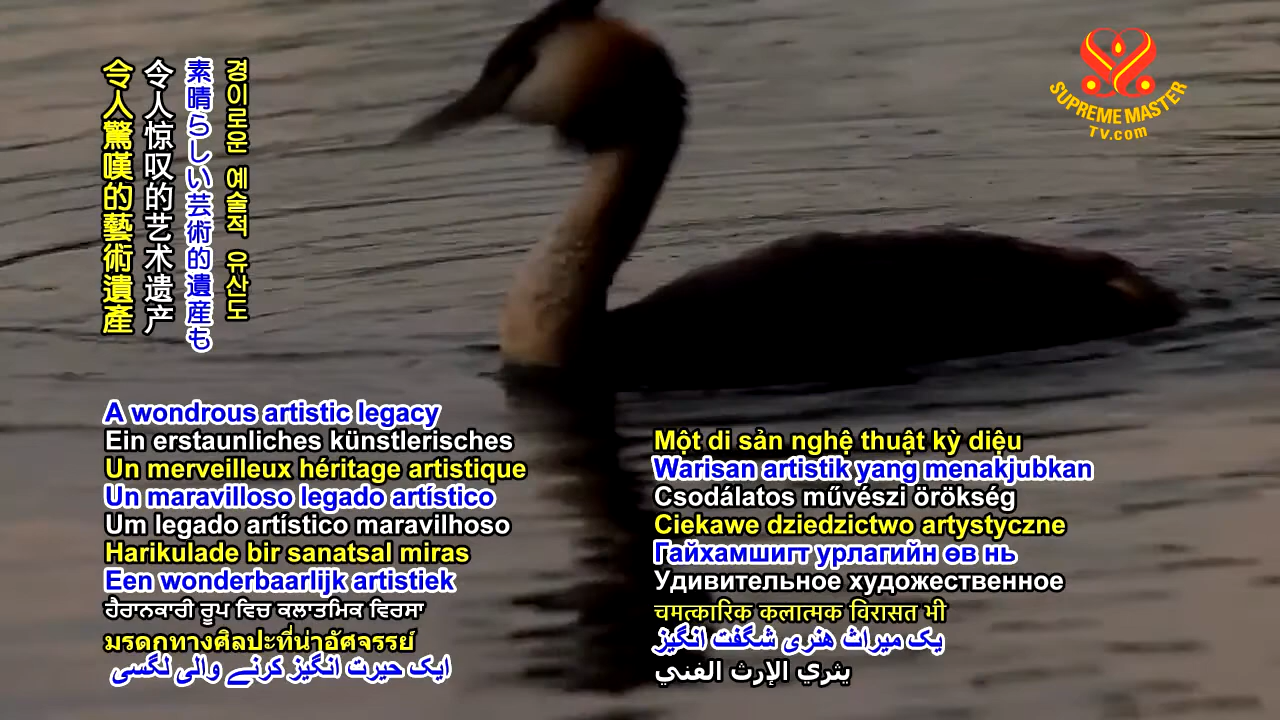 令人驚嘆的藝術遺產
令人惊叹的艺术遗产
素晴らしい芸術的遺産も
경이로운 예술적 유산도
SUPREME MASTER
TV.com
A wondrous artistic legacy
Ein erstaunliches künstlerisches
Un merveilleux héritage artistique
Un maravilloso legado artístico
Um legado artístico maravilhoso
Harikulade bir sanatsal miras
Een wonderbaarlijk artistiek
ਹੈਰਾਨਕਾਰੀ ਰੂਪ ਵਿਚ ਕਲਾਤਮਿਕ ਵਿਰਸਾ
มรดกทางศิลปะที่น่าอัศจรรย์
ایک حیرت انگیز کرنے والی لگسی
Một di sản nghệ thuật kỳ diệu
Warisan artistik yang menakjubkan
Csodálatos művészi örökség
Ciekawe dziedzictwo artystyczne
Гайхамшигт урлагийн өв нь
Удивительное художественное
चमत्कारिक कलात्मक विरासत भी
یک میراث هنری شگفت انگیز
يثري الإرث الفني